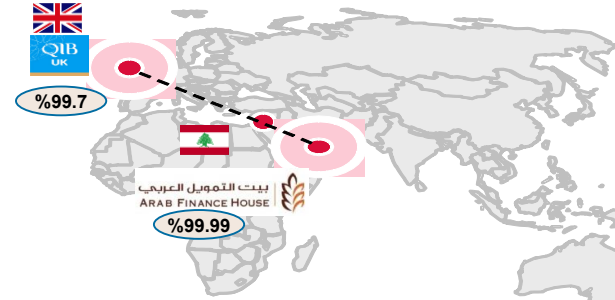 QIB
UK
%99.7
بيت التمويل العربي
ARAB FINANCE HOUSE
%99.99